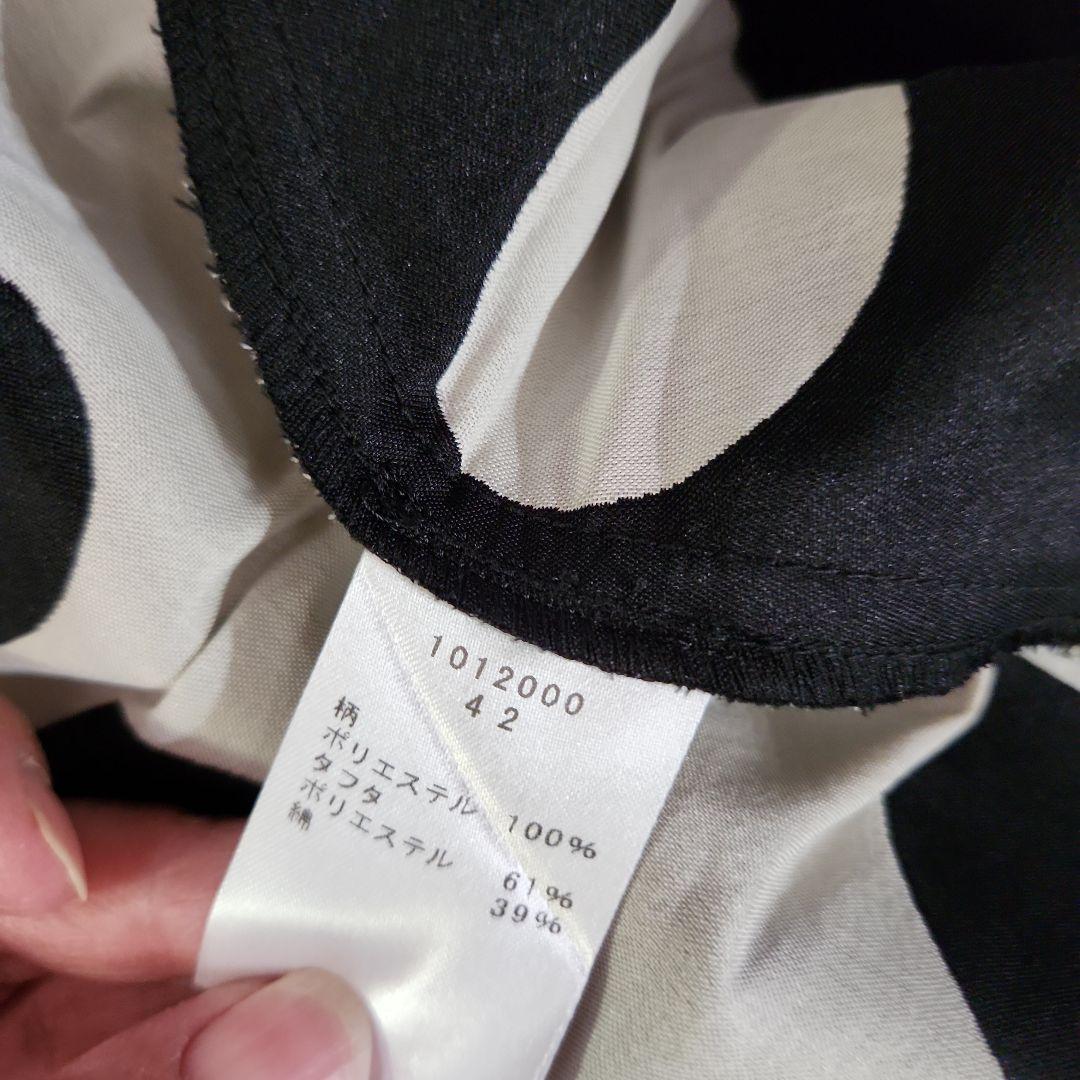 1012000
42
柄
ポリエステル 100%
タフタ
ポリエステル 61%
綿 39%